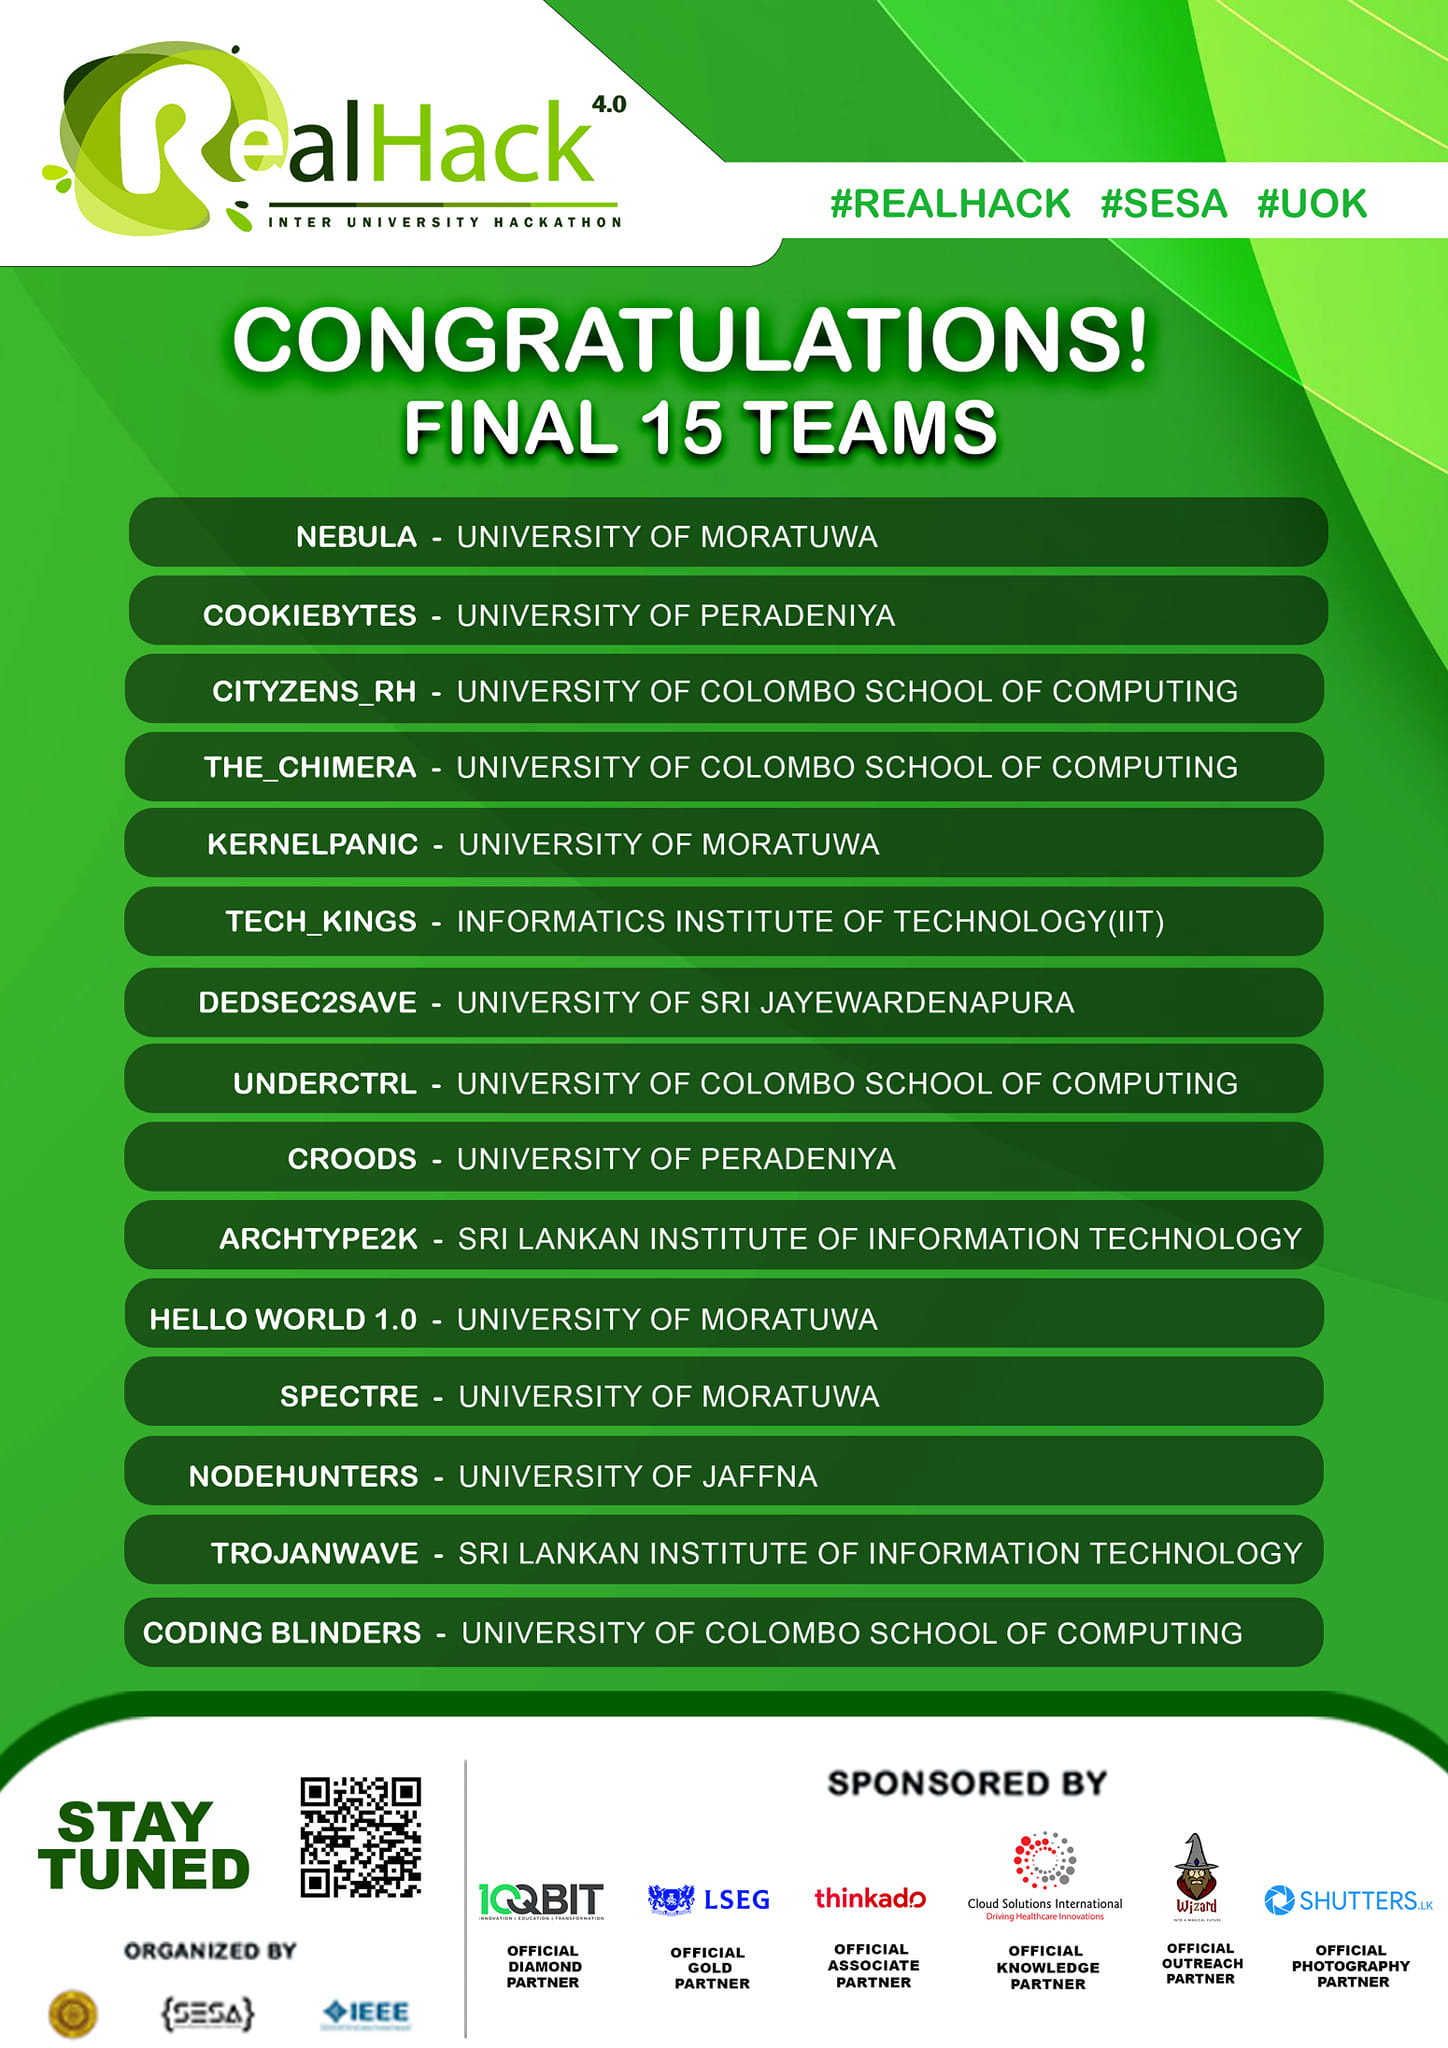 RealHack 4.0
INTER UNIVERSITY HACKATHON
#REALHACK #SESA #UOK
CONGRATULATIONS!
FINAL 15 TEAMS
NEBULA - UNIVERSITY OF MORATUWA
COOKIEBYTES - UNIVERSITY OF PERADENIYA
CITYZENS_RH - UNIVERSITY OF COLOMBO SCHOOL OF COMPUTING
THE_CHIMERA - UNIVERSITY OF COLOMBO SCHOOL OF COMPUTING
KERNELPANIC - UNIVERSITY OF MORATUWA
TECH_KINGS - INFORMATICS INSTITUTE OF TECHNOLOGY(IIT)
DEDSEC2SAVE - UNIVERSITY OF SRI JAYEWARDENAPURA
UNDERCTRL - UNIVERSITY OF COLOMBO SCHOOL OF COMPUTING
CROODS - UNIVERSITY OF PERADENIYA
ARCHTYPE2K - SRI LANKAN INSTITUTE OF INFORMATION TECHNOLOGY
HELLO WORLD 1.0 - UNIVERSITY OF MORATUWA
SPECTRE - UNIVERSITY OF MORATUWA
NODEHUNTERS - UNIVERSITY OF JAFFNA
TROJANWAVE - SRI LANKAN INSTITUTE OF INFORMATION TECHNOLOGY
CODING BLINDERS - UNIVERSITY OF COLOMBO SCHOOL OF COMPUTING
STAY
TUNED
ORGANIZED BY
{SESA}
IEEE
SPONSORED BY
1QQBIT
INNOVATION | EDUCATION | TRANSFORMATION
OFFICIAL
DIAMOND
PARTNER
LSEG
OFFICIAL
GOLD
PARTNER
thinkado
OFFICIAL
ASSOCIATE
PARTNER
Cloud Solutions International
Driving Healthcare Innovations
OFFICIAL
KNOWLEDGE
PARTNER
Wizard
INTO A MAGICAL FUTURE
OFFICIAL
OUTREACH
PARTNER
SHUTTERS.LK
OFFICIAL
PHOTOGRAPHY
PARTNER